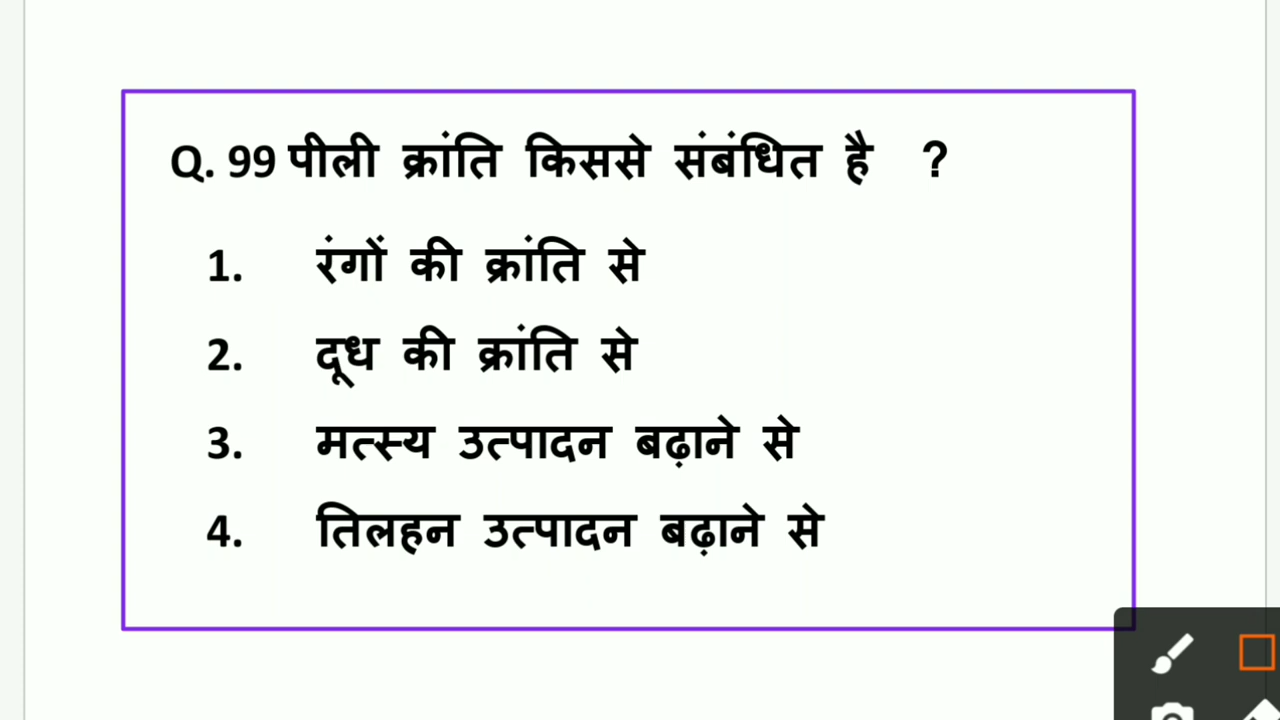 Q. 99 पीली क्रांति किससे संबंधित है ?
1. रंगों की क्रांति से
2. दूध की क्रांति से
3. मत्स्य उत्पादन बढ़ाने से
4. तिलहन उत्पादन बढ़ाने से